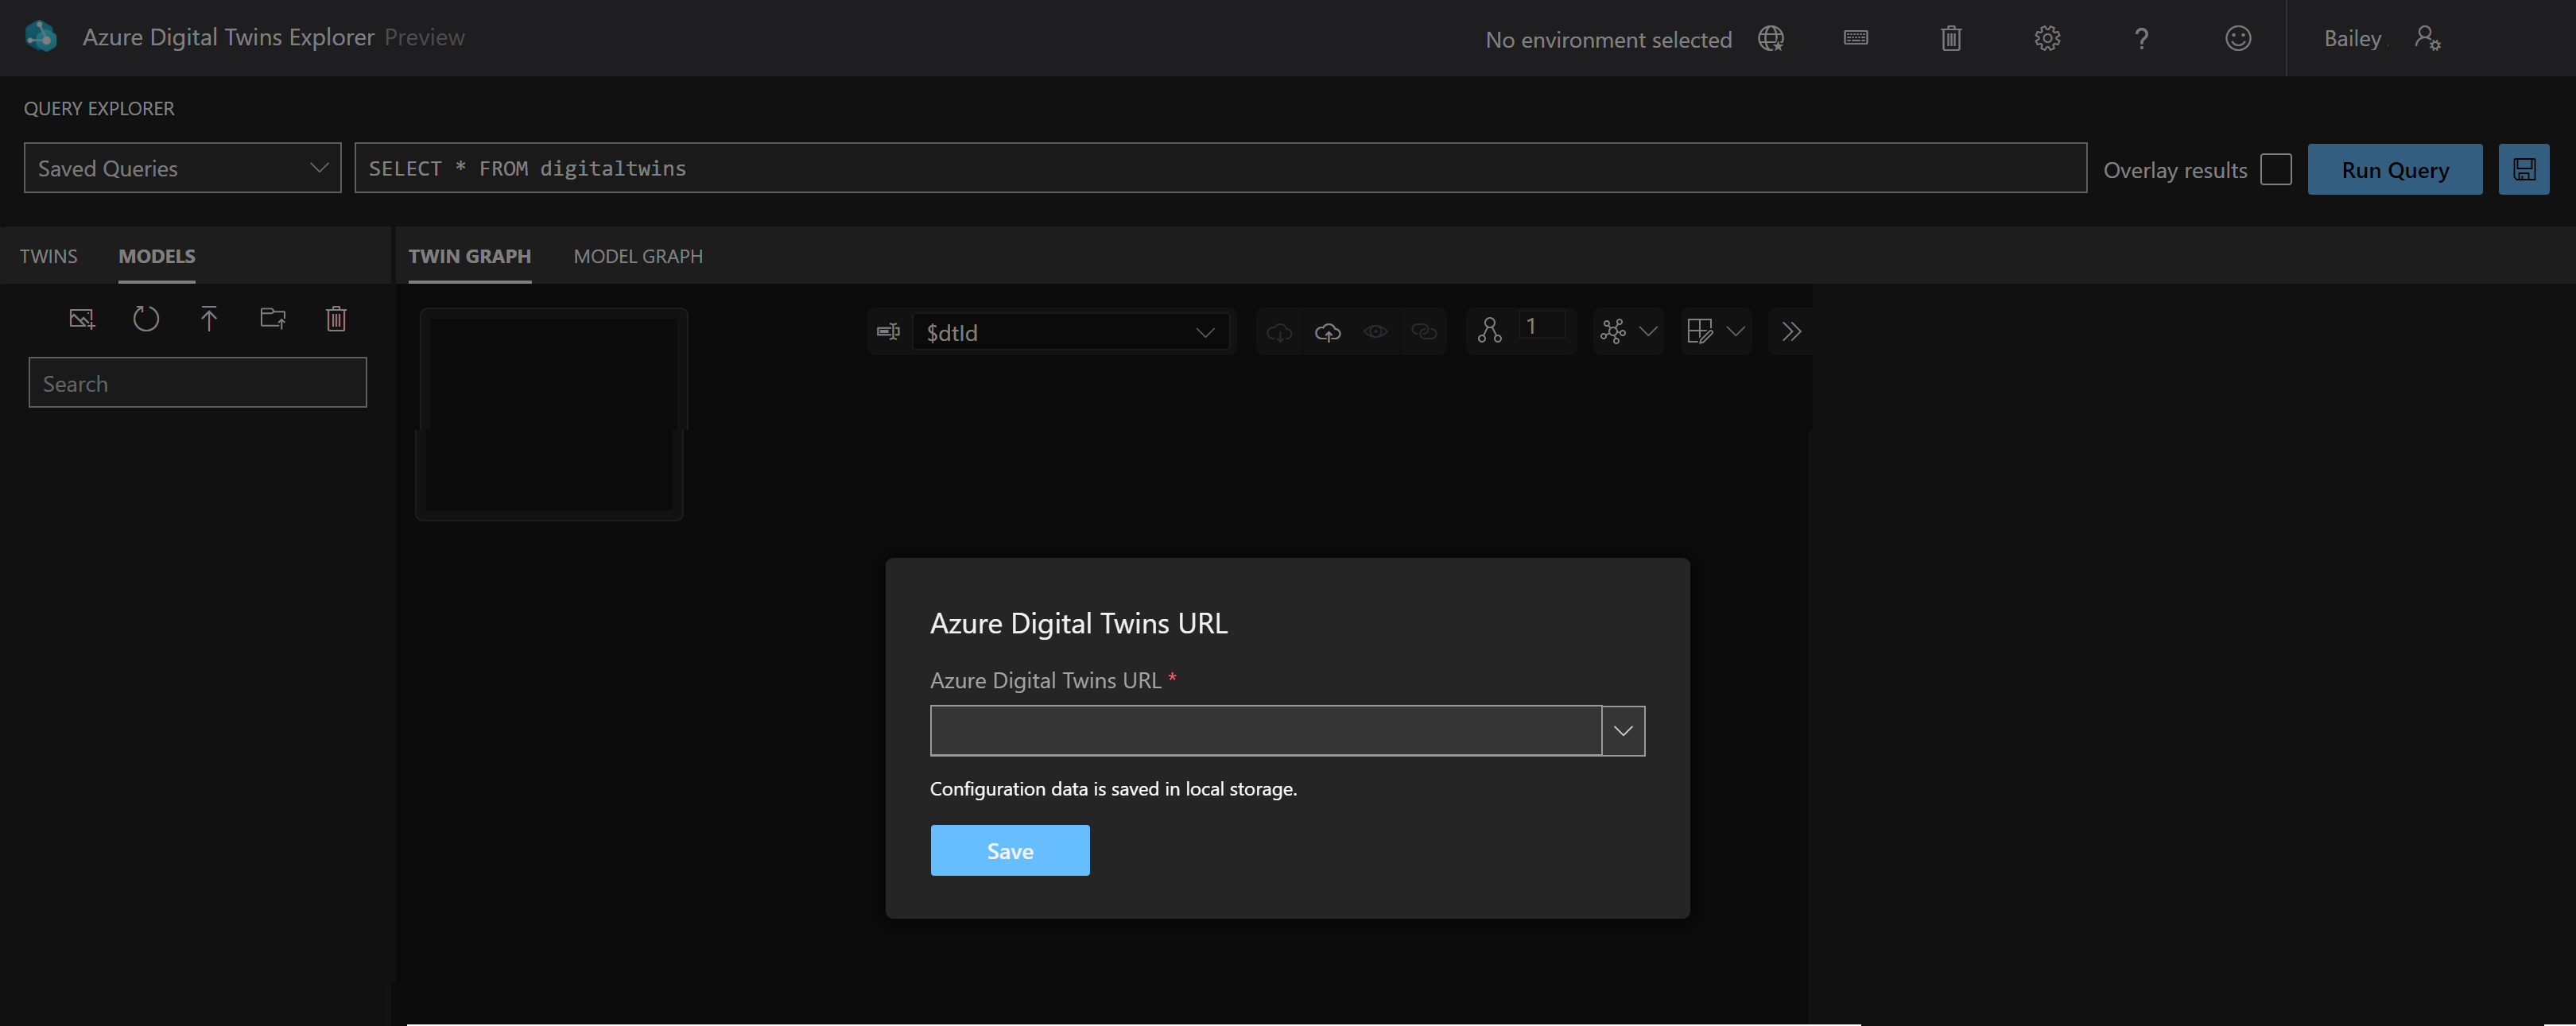 Azure Digital Twins Explorer Preview
No environment selected
?
Bailey
QUERY EXPLORER
Saved Queries
SELECT * FROM digitaltwins
Overlay results
Run Query
TWINS
MODELS
TWIN GRAPH
MODEL GRAPH
Search
$dtId
1
Azure Digital Twins URL
Azure Digital Twins URL *
Configuration data is saved in local storage.
Save